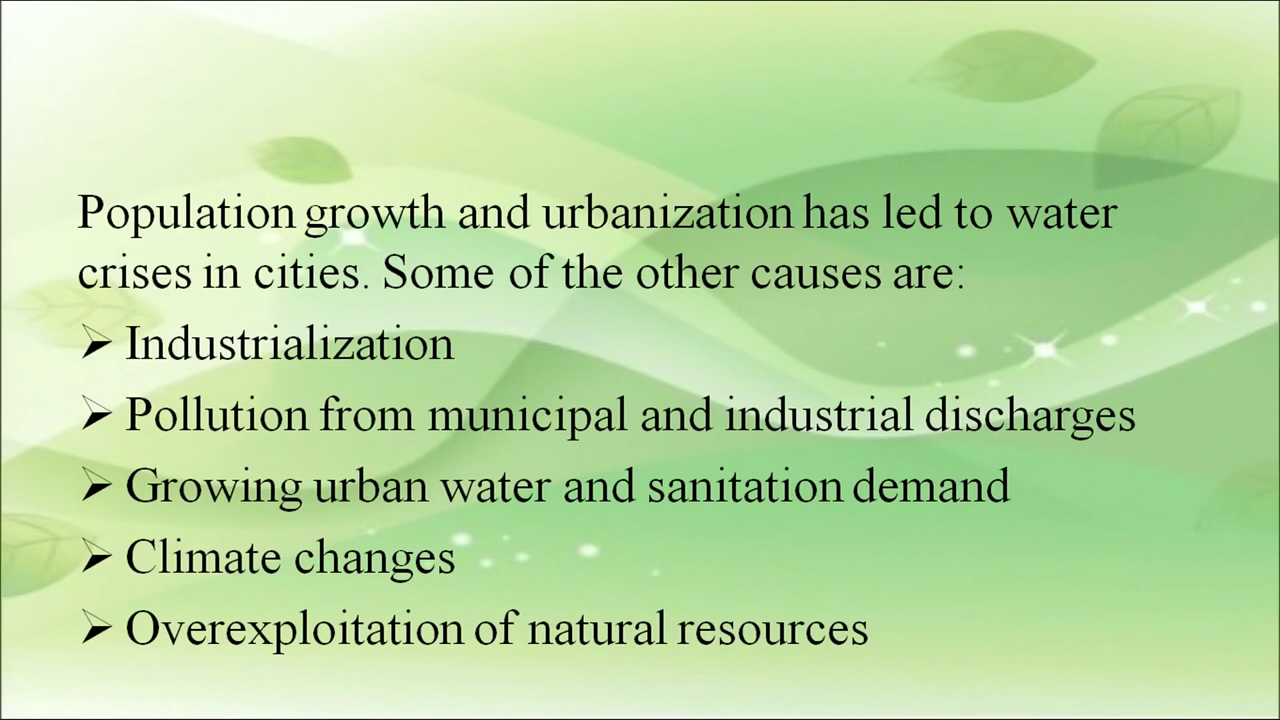 Population growth and urbanization has led to water
crises in cities. Some of the other causes are:
➢ Industrialization
➢ Pollution from municipal and industrial discharges
➢ Growing urban water and sanitation demand
➢ Climate changes
➢ Overexploitation of natural resources